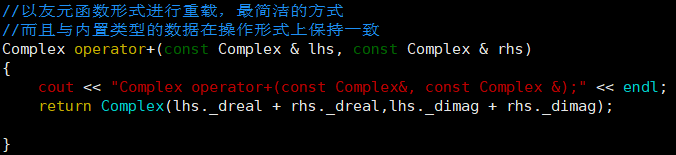 //以友元函数形式进行重载，最简洁的方式
//而且与内置类型的数据在操作形式上保持一致
Complex operator+(const Complex & lhs, const Complex & rhs)
{
    cout << "Complex operator+(const Complex&, const Complex &);" << endl;
    return Complex(lhs._dreal + rhs._dreal,lhs._dimag + rhs._dimag);
}